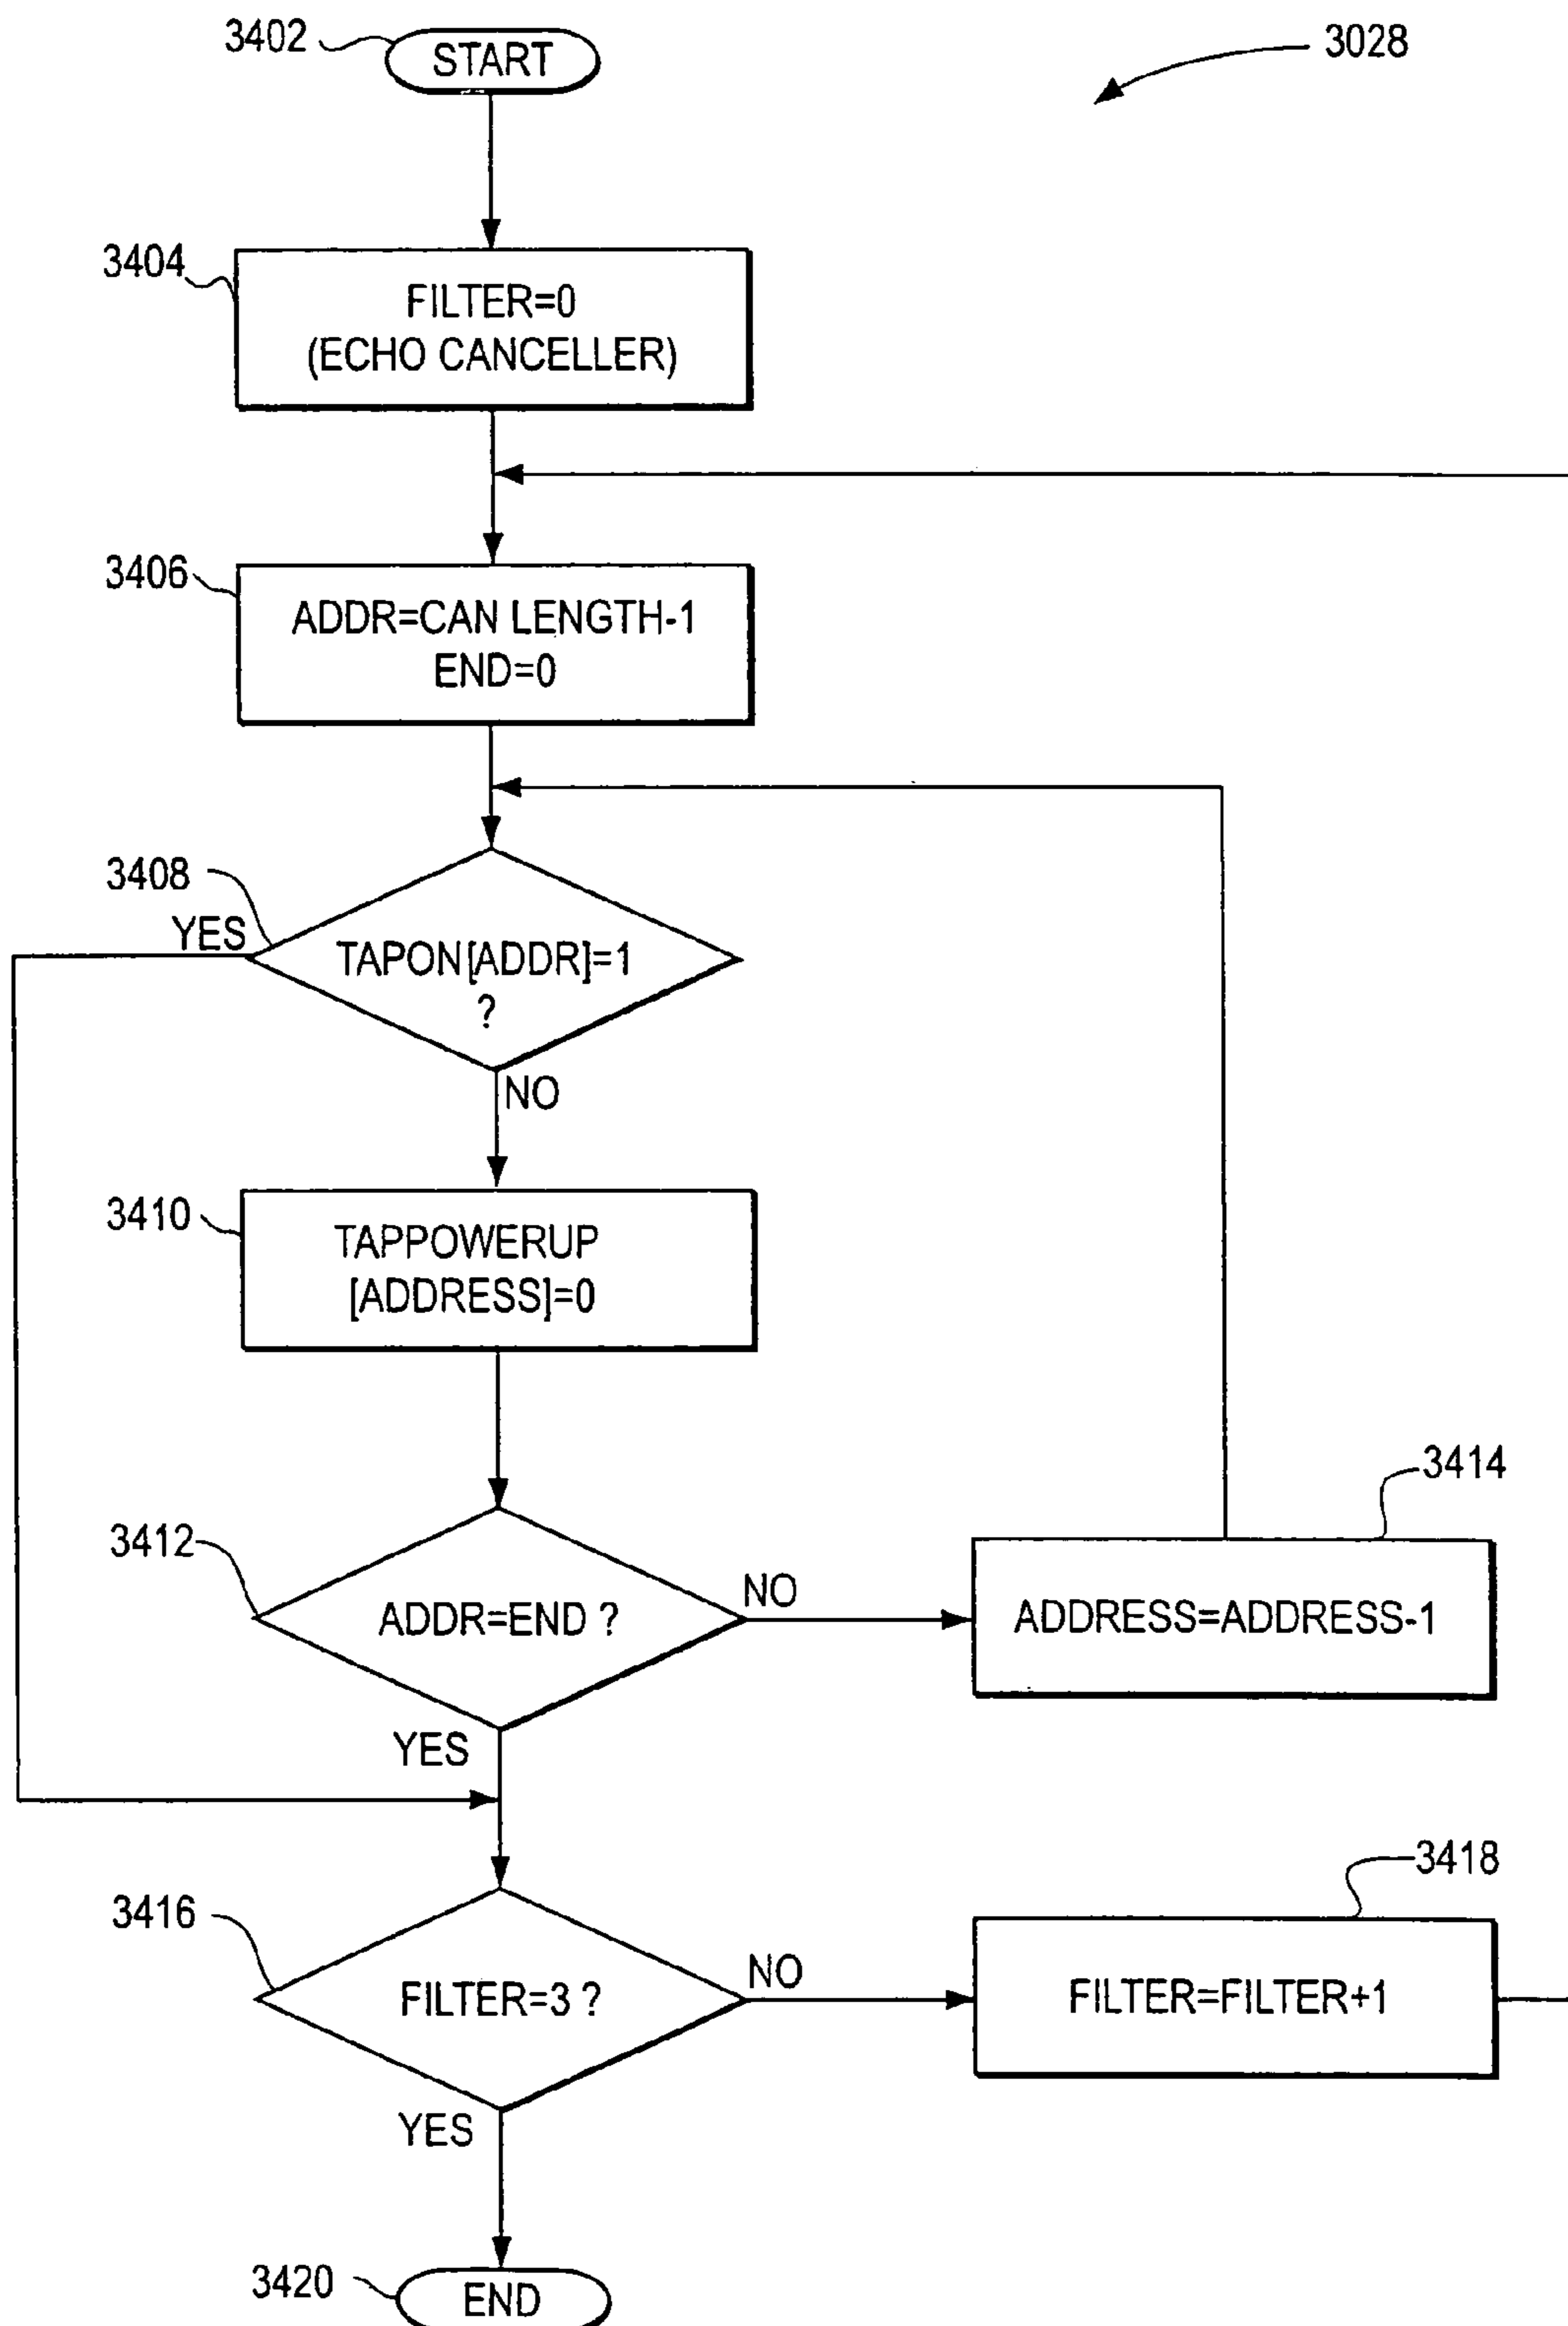 3402
START
3028
3404
FILTER=0
(ECHO CANCELLER)
3406
ADDR=CAN LENGTH-1
END=0
3408
YES
TAPON[ADDR]=1
?
NO
3410
TAPPOWERUP
[ADDRESS]=0
3412
ADDR=END ?
NO
3414
ADDRESS=ADDRESS-1
YES
3416
FILTER=3 ?
NO
3418
FILTER=FILTER+1
YES
3420
END